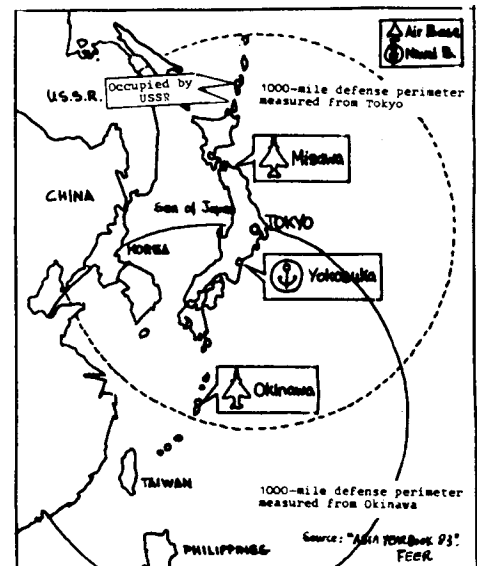 Air Base
Naval B.
U.S.S.R.
Occupied by
USSR
1000-mile defense perimeter
measured from Tokyo
Misawa
CHINA
Sea of Japan
TOKYO
KOREA
Yokosuka
Okinawa
TAIWAN
1000-mile defense perimeter
measured from Okinawa
Source: "ASIA YEARBOOK 83".
FEER
PHILIPPINES